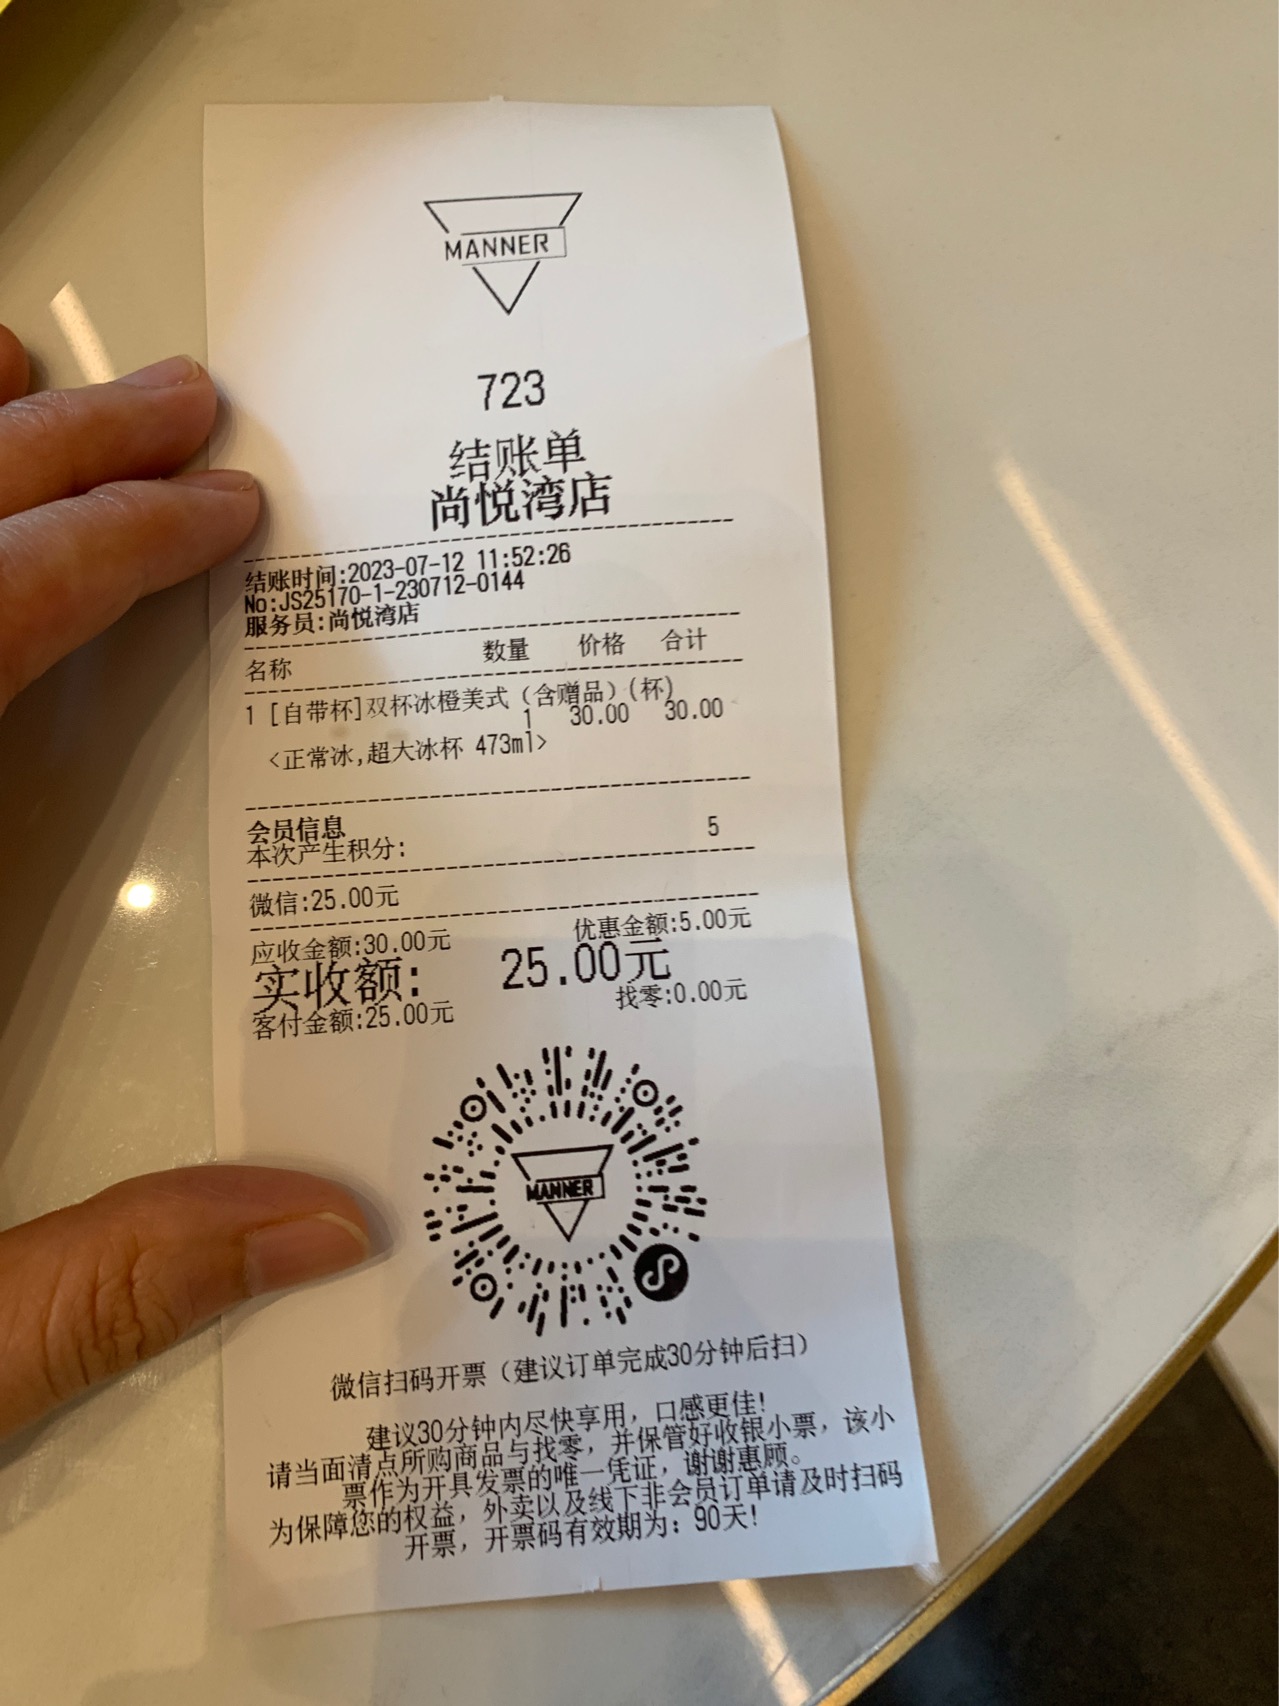 MANNER
723
结账单
尚悦湾店
结账时间:2023-07-12 11:52:26
No:JS25170-1-230712-0144
服务员:尚悦湾店
名称 数量 价格 合计
1 [自带杯]双杯冰橙美式（含赠品）(杯)
1 30.00 30.00
<正常冰,超大冰杯 473ml>
会员信息
本次产生积分: 5
微信:25.00元
应收金额:30.00元 优惠金额:5.00元
实收额: 25.00元
客付金额:25.00元 找零:0.00元
MANNER
微信扫码开票（建议订单完成30分钟后扫）
建议30分钟内尽快享用，口感更佳！
请当面清点所购商品与找零，并保管好收银小票，该小
票作为开具发票的唯一凭证，谢谢惠顾。
为保障您的权益，外卖以及线下非会员订单请及时扫码
开票，开票码有效期为：90天！